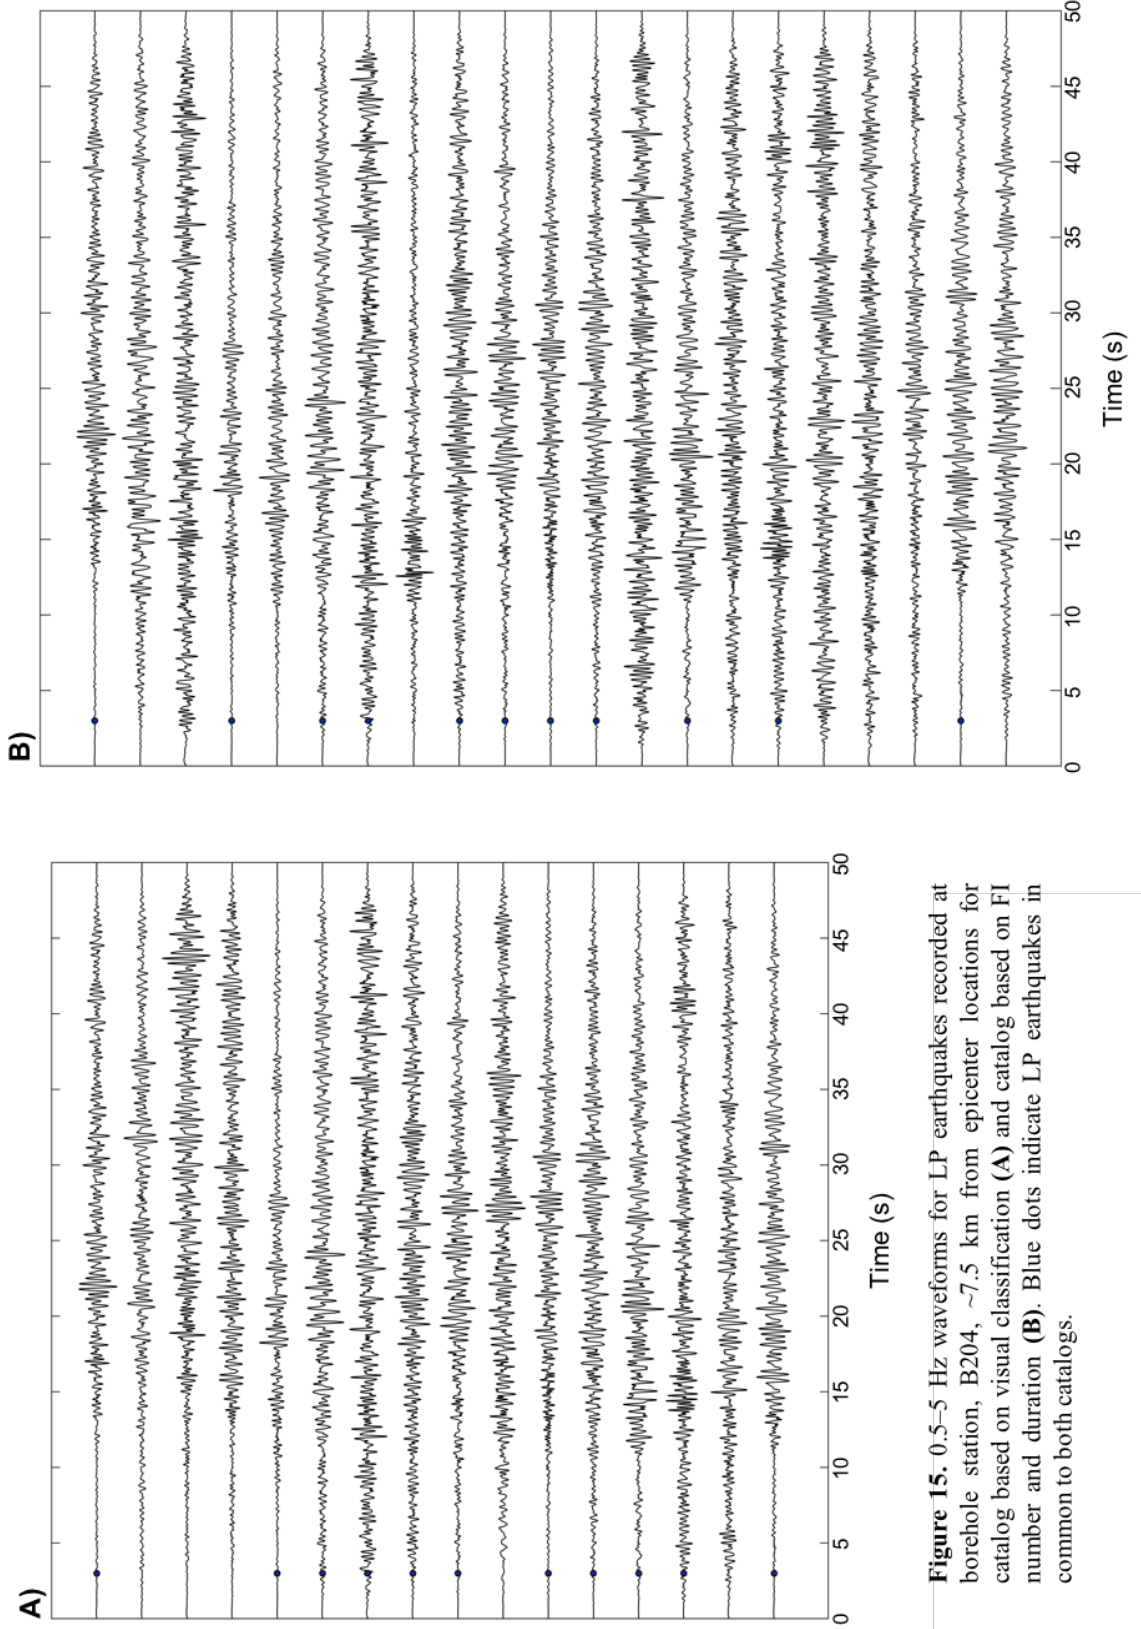 A)
0 5 10 15 20 25 30 35 40 45 50
Time (s)
B)
0 5 10 15 20 25 30 35 40 45 50
Time (s)
Figure 15. 0.5–5 Hz waveforms for LP earthquakes recorded at
borehole station, B204, ~7.5 km from epicenter locations for
catalog based on visual classification (A) and catalog based on FI
number and duration (B). Blue dots indicate LP earthquakes in
common to both catalogs.